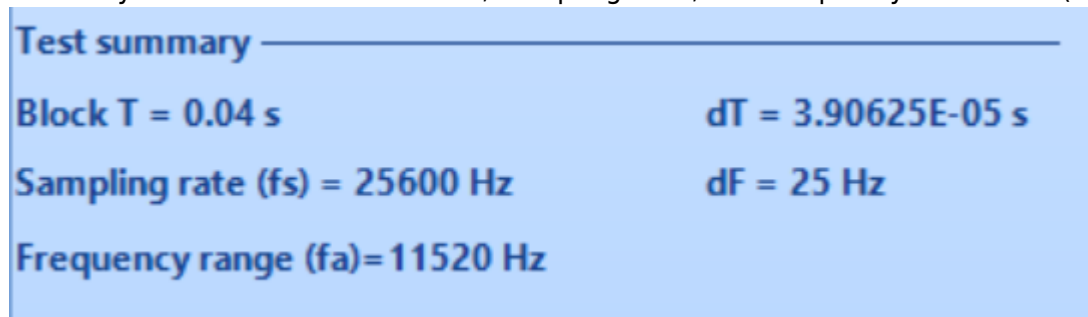 Test summary
Block T = 0.04 s dT = 3.90625E-05 s
Sampling rate (fs) = 25600 Hz dF = 25 Hz
Frequency range (fa)=11520 Hz